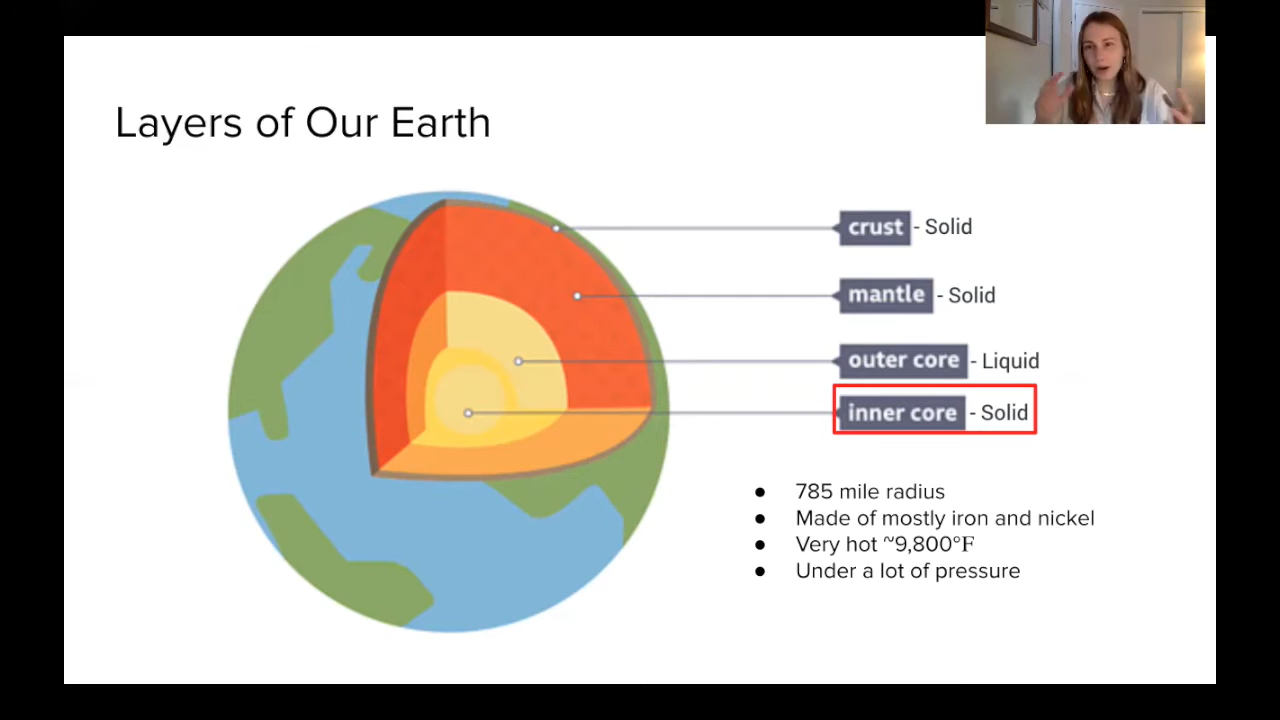 Layers of Our Earth
crust - Solid
mantle - Solid
outer core - Liquid
inner core - Solid
● 785 mile radius
● Made of mostly iron and nickel
● Very hot ~9,800°F
● Under a lot of pressure